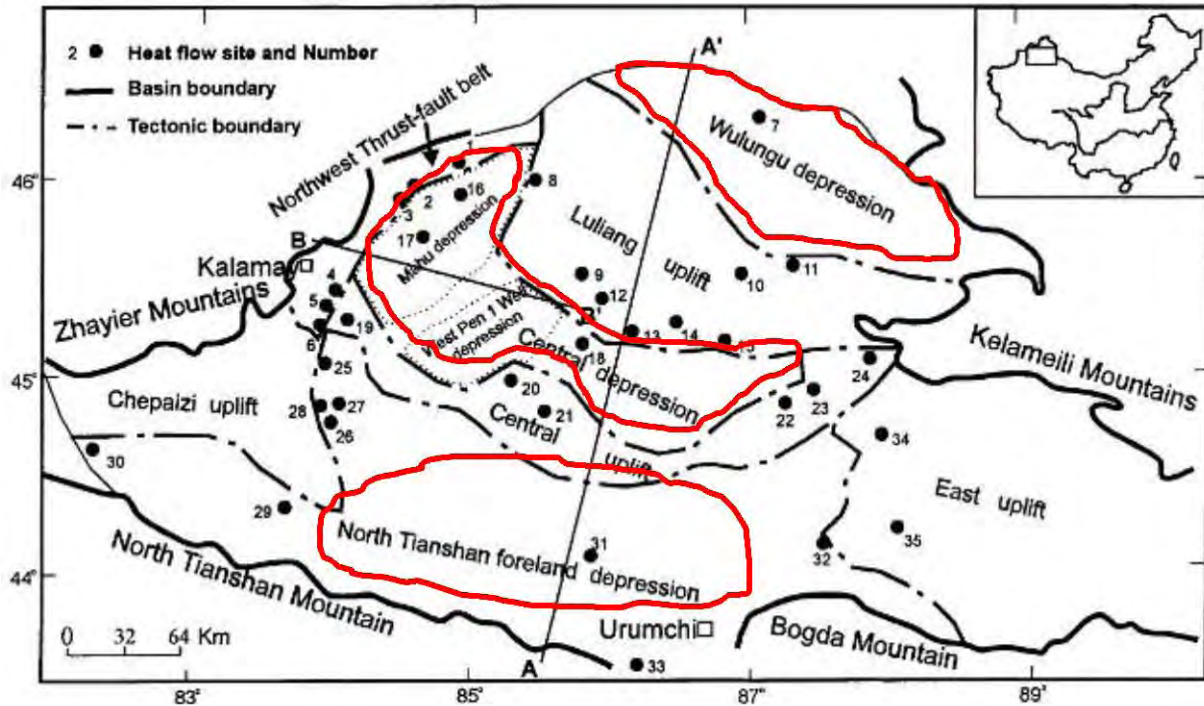 2 ● Heat flow site and Number
Basin boundary
Tectonic boundary
A'
Northwest Thrust-fault belt
Wulungu depression
7
46°
1
2
16
3
8
17
Mahu depression
B
Kalamay
Luliang
uplift
9
10
11
12
4
5
19
6
25
Zhayier Mountains
West Pen 1 Well
depression
13
14
18
Central depression
Kelameili Mountains
45°
20
21
22
23
24
Chepaizi uplift
28
27
26
Central
uplift
34
30
29
East uplift
35
North Tianshan foreland depression
31
32
44°
North Tianshan Mountain
0 32 64 Km
Urumchi
Bogda Mountain
A
33
83°
85°
87°
89°